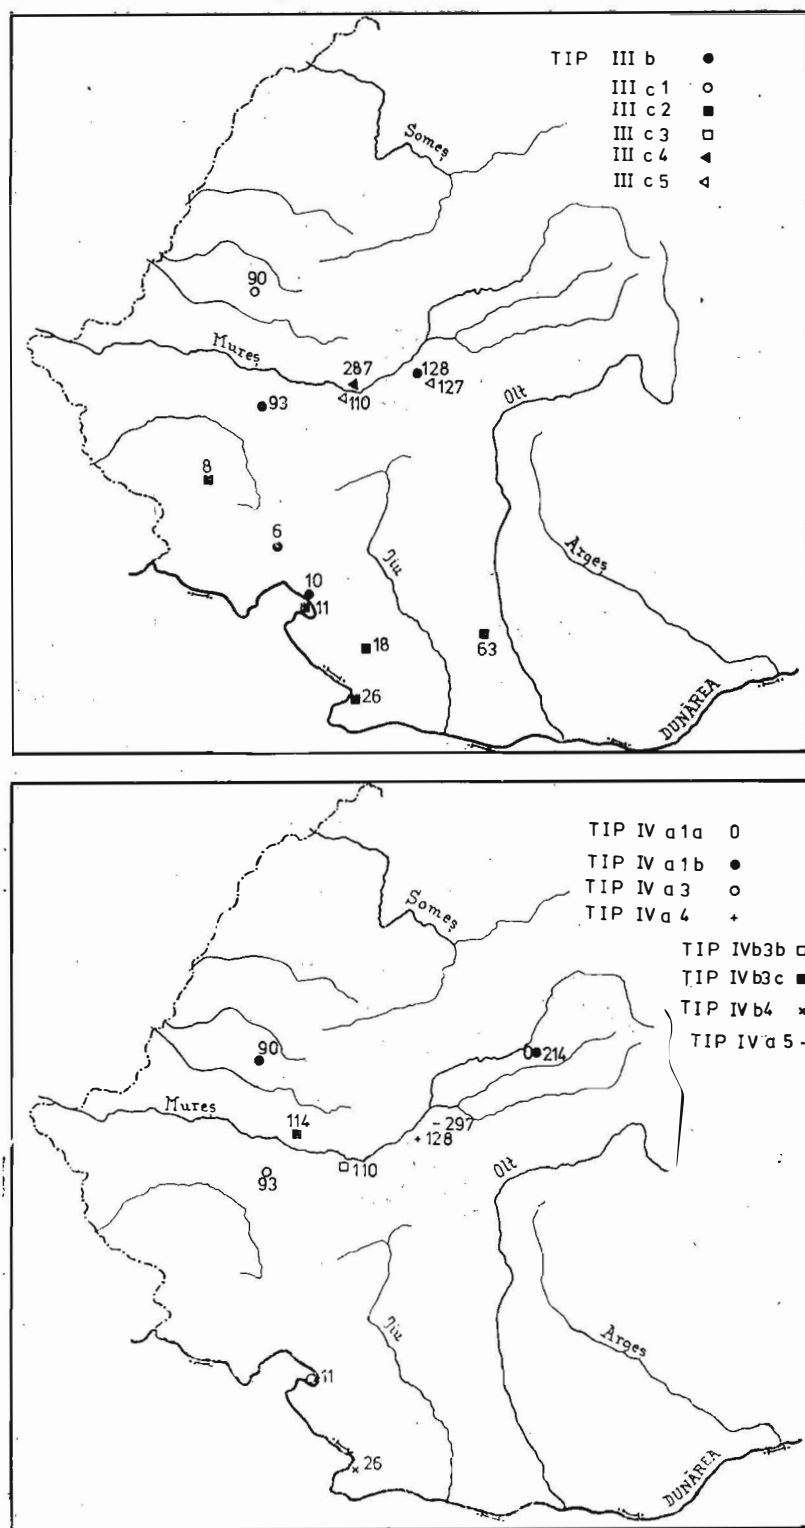 TIP III b ●
III c 1 ○
III c 2 ■
III c 3 □
III c 4 ◀
III c 5 ◁
Someș
90
Mureș
287
110
128
127
93
Olt
8
6
Jiu
Argeș
10
11
18
63
26
DUNĂREA
TIP IV a 1a 0
TIP IV a 1b ●
TIP IV a 3 ○
TIP IV a 4 +
TIP IV b3b □
TIP IV b3c ■
TIP IV b4 ×
TIP IV a 5 -
Someș
90
214
Mureș
114
297
128
110
93
Olt
Jiu
Argeș
11
26
DUNĂREA